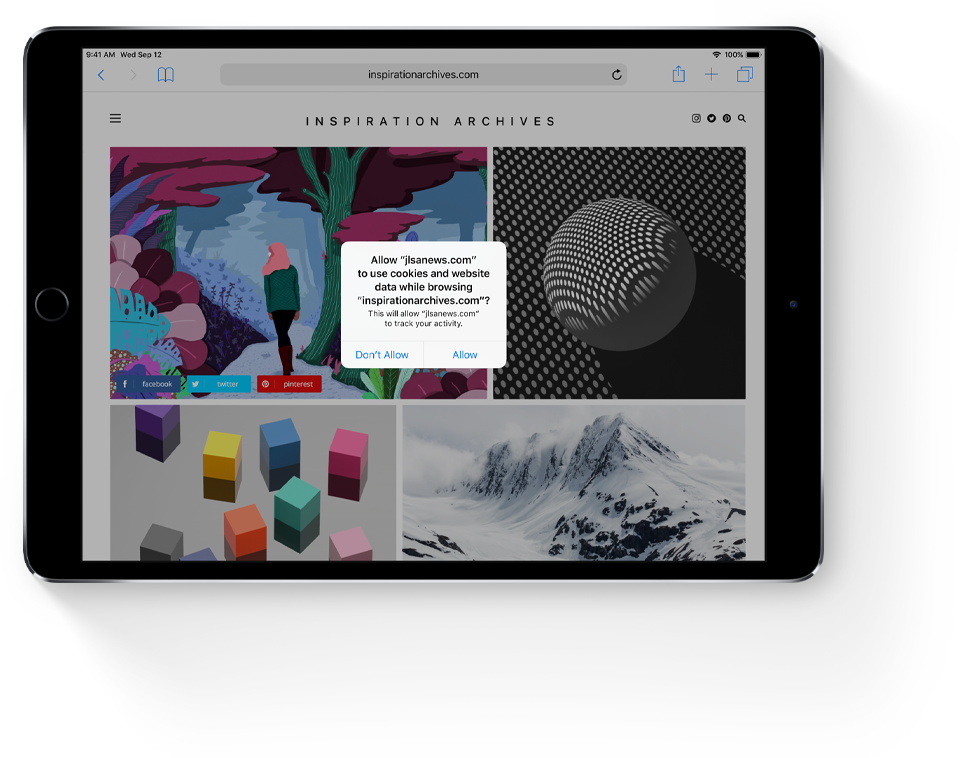 9:41 AM Wed Sep 12
100%
inspirationarchives.com
INSPIRATION ARCHIVES
Allow “jlsanews.com”
to use cookies and website
data while browsing
“inspirationarchives.com”?
This will allow “jlsanews.com”
to track your activity.
Don’t Allow
Allow
facebook
twitter
pinterest